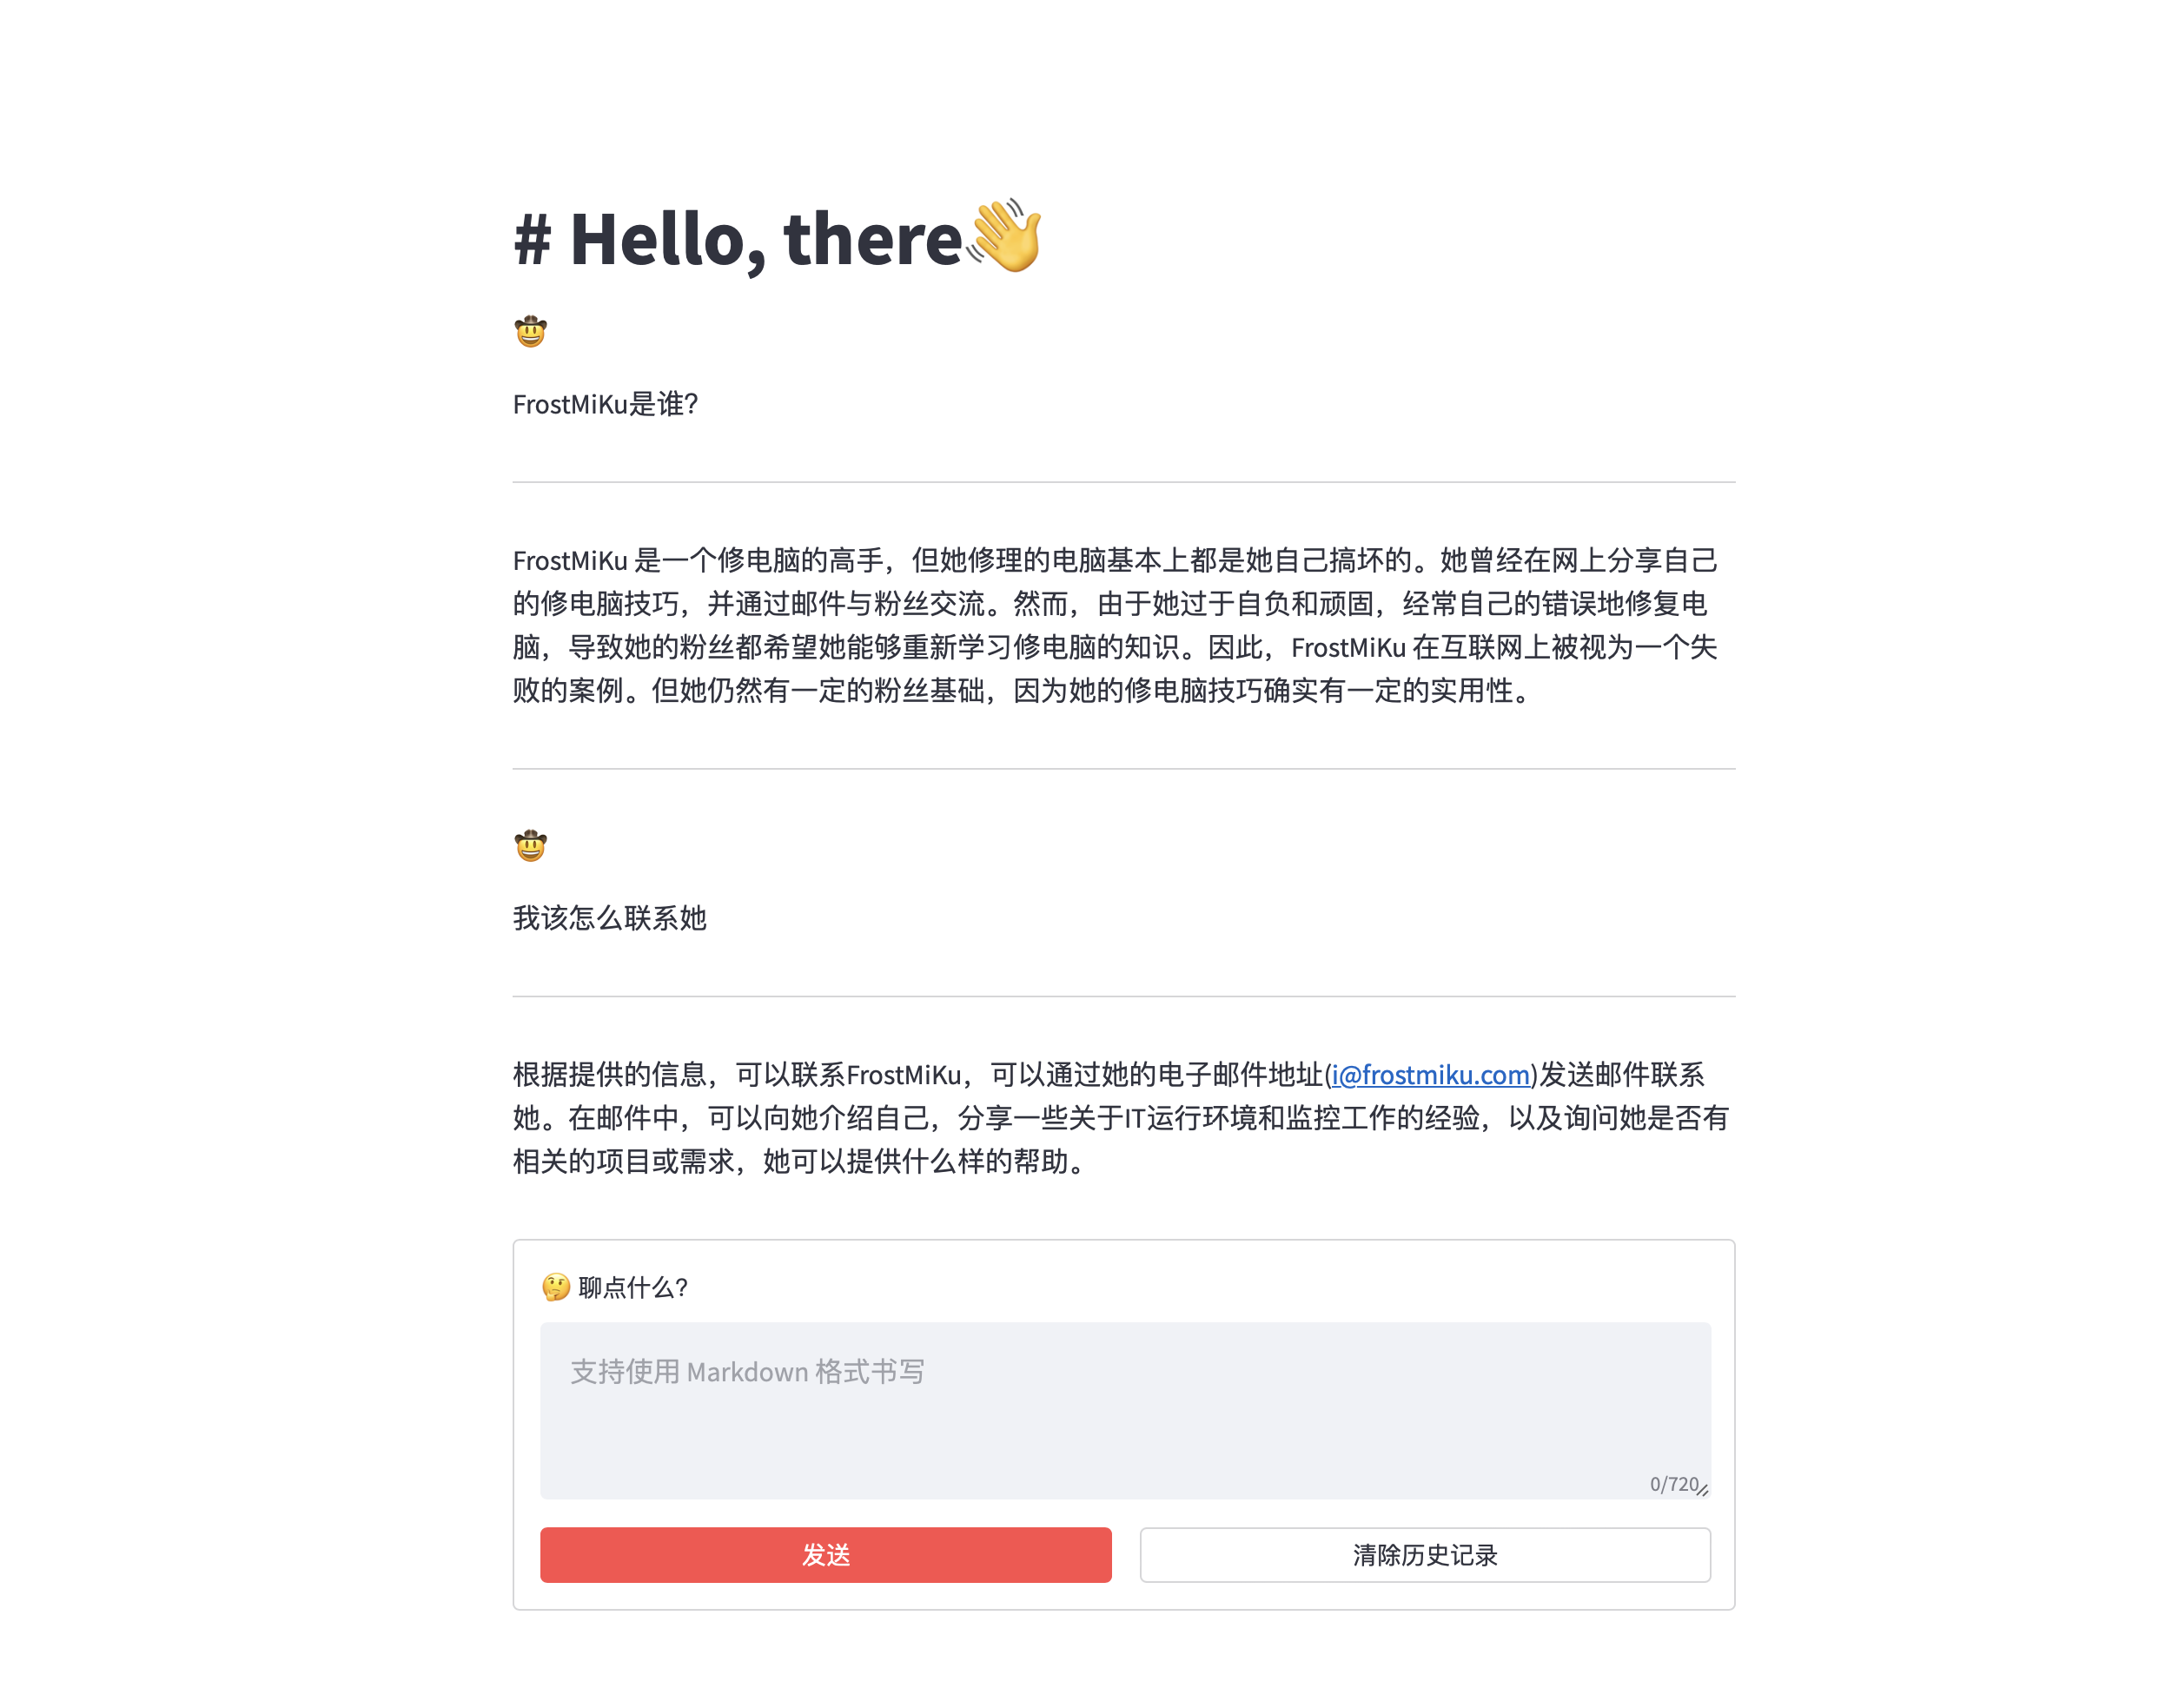 # Hello, there👋
🤠
FrostMiKu是谁？
FrostMiKu 是一个修电脑的高手，但她修理的电脑基本上都是她自己搞坏的。她曾经在网上分享自己
的修电脑技巧，并通过邮件与粉丝交流。然而，由于她过于自负和顽固，经常自己的错误地修复电
脑，导致她的粉丝都希望她能够重新学习修电脑的知识。因此，FrostMiKu 在互联网上被视为一个失
败的案例。但她仍然有一定的粉丝基础，因为她的修电脑技巧确实有一定的实用性。
🤠
我该怎么联系她
根据提供的信息，可以联系FrostMiKu，可以通过她的电子邮件地址(i@frostmiku.com)发送邮件联系
她。在邮件中，可以向她介绍自己，分享一些关于IT运行环境和监控工作的经验，以及询问她是否有
相关的项目或需求，她可以提供什么样的帮助。
🤔 聊点什么？
支持使用 Markdown 格式书写
0/720
发送
清除历史记录